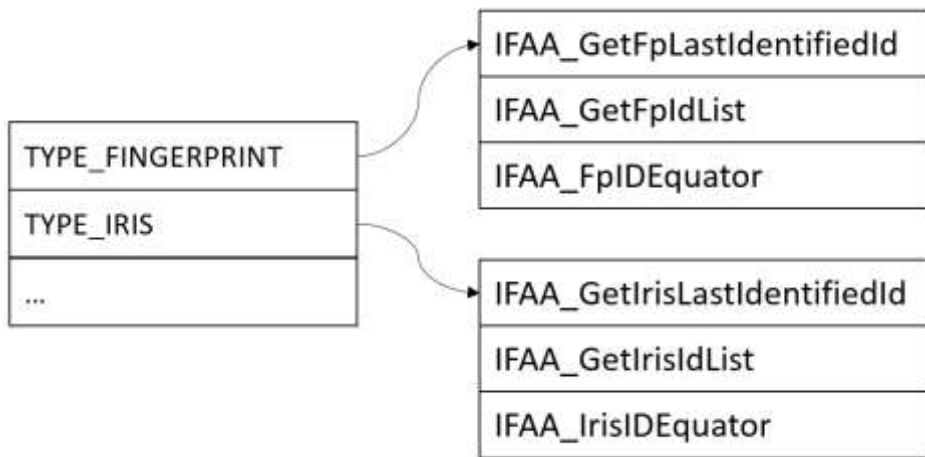 TYPE_FINGERPRINT
TYPE_IRIS
...
IFAA_GetFpLastIdentifiedId
IFAA_GetFpIdList
IFAA_FpIDEquator
IFAA_GetIrisLastIdentifiedId
IFAA_GetIrisIdList
IFAA_IrisIDEquator